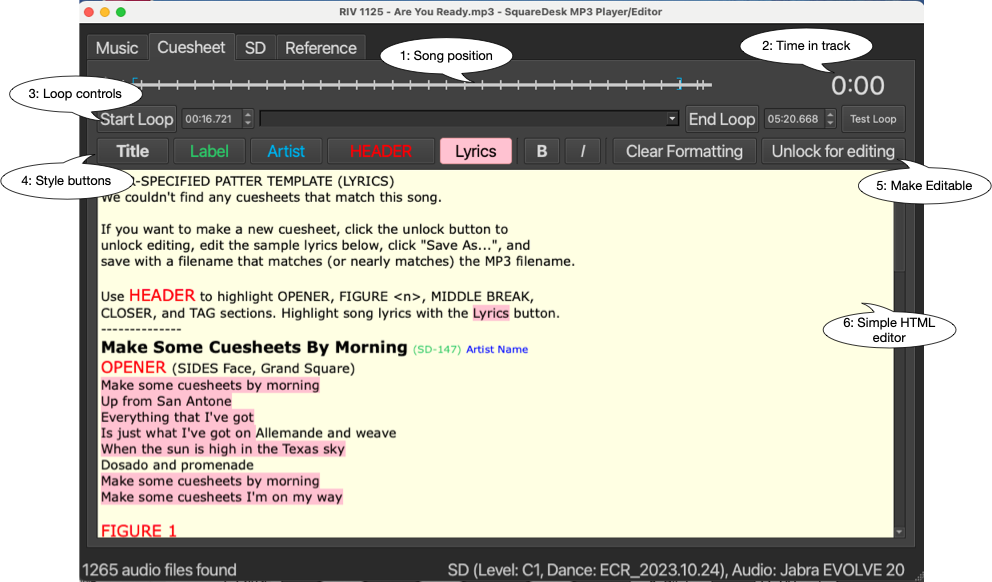 RIV 1125 - Are You Ready.mp3 - SquareDesk MP3 Player/Editor
Music Cuesheet SD Reference
1: Song position
2: Time in track
0:00
3: Loop controls
Start Loop 00:16.721 End Loop 05:20.668 Test Loop
Title Label Artist HEADER Lyrics B I Clear Formatting Unlock for editing
4: Style buttons
5: Make Editable
-SPECIFIED PATTER TEMPLATE (LYRICS)
We couldn't find any cuesheets that match this song.
If you want to make a new cuesheet, click the unlock button to
unlock editing, edit the sample lyrics below, click "Save As...", and
save with a filename that matches (or nearly matches) the MP3 filename.
Use HEADER to highlight OPENER, FIGURE <n>, MIDDLE BREAK,
CLOSER, and TAG sections. Highlight song lyrics with the Lyrics button.
--------------
6: Simple HTML
editor
Make Some Cuesheets By Morning (SD-147) Artist Name
OPENER (SIDES Face, Grand Square)
Make some cuesheets by morning
Up from San Antone
Everything that I've got
Is just what I've got on Allemande and weave
When the sun is high in the Texas sky
Dosado and promenade
Make some cuesheets by morning
Make some cuesheets I'm on my way
FIGURE 1
1265 audio files found
SD (Level: C1, Dance: ECR_2023.10.24), Audio: Jabra EVOLVE 20